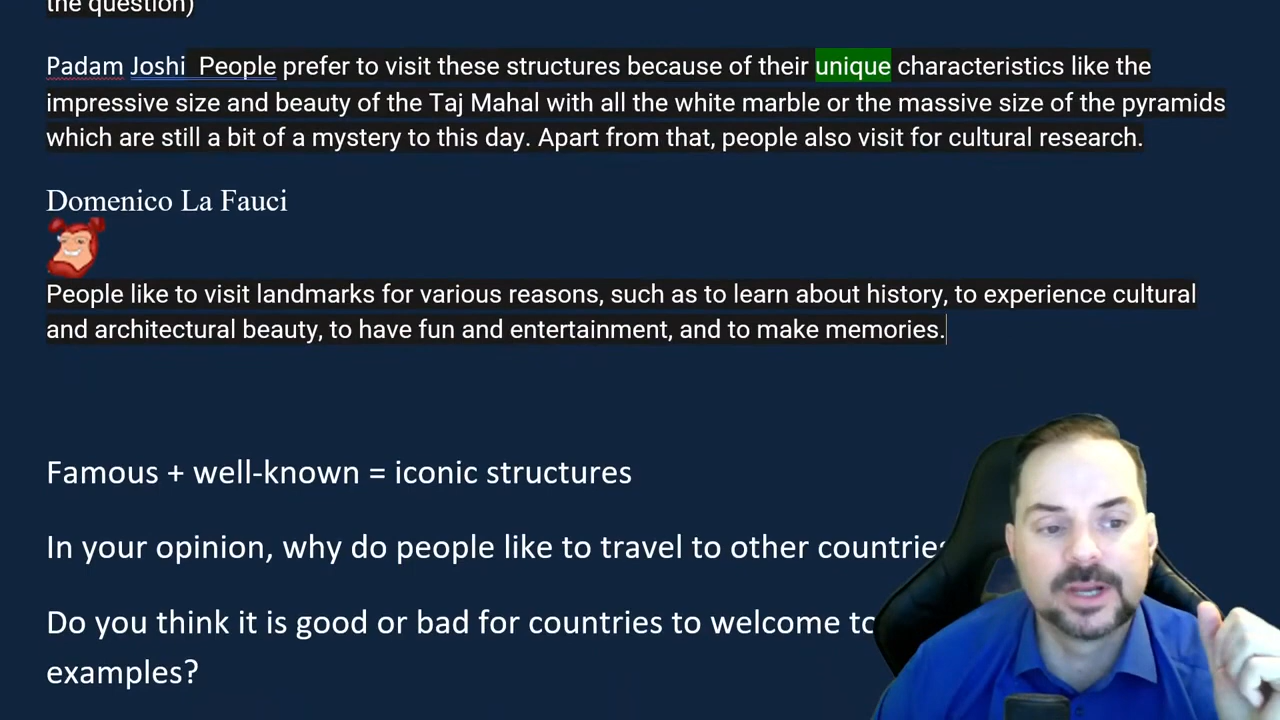 the question)
Padam Joshi People prefer to visit these structures because of their unique characteristics like the
impressive size and beauty of the Taj Mahal with all the white marble or the massive size of the pyramids
which are still a bit of a mystery to this day. Apart from that, people also visit for cultural research.
Domenico La Fauci
People like to visit landmarks for various reasons, such as to learn about history, to experience cultural
and architectural beauty, to have fun and entertainment, and to make memories.
Famous + well-known = iconic structures
In your opinion, why do people like to travel to other
Do you think it is good or bad for countries to welcome
examples?